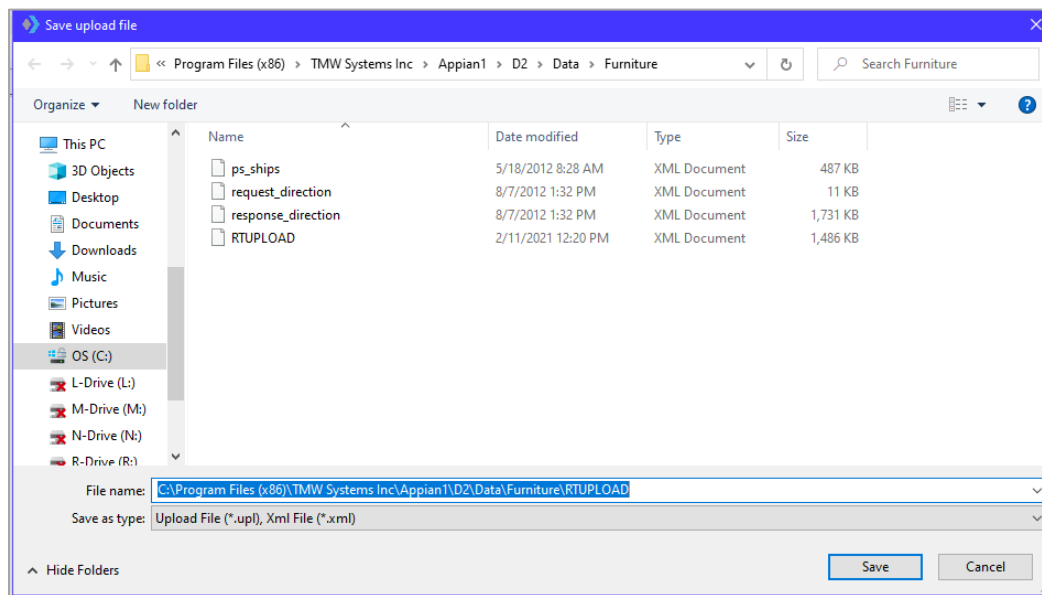 Save upload file
« Program Files (x86) › TMW Systems Inc › Appian1 › D2 › Data › Furniture Search Furniture
Organize New folder
This PC
3D Objects
Desktop
Documents
Downloads
Music
Pictures
Videos
OS (C:)
L-Drive (L:)
M-Drive (M:)
N-Drive (N:)
R-Drive (R:)
Name Date modified Type Size
ps_ships 5/18/2012 8:28 AM XML Document 487 KB
request_direction 8/7/2012 1:32 PM XML Document 11 KB
response_direction 8/7/2012 1:32 PM XML Document 1,731 KB
RTUPLOAD 2/11/2021 12:20 PM XML Document 1,486 KB
File name: C:\Program Files (x86)\TMW Systems Inc\Appian1\D2\Data\Furniture\RTUPLOAD
Save as type: Upload File (*.upl), Xml File (*.xml)
Hide Folders Save Cancel